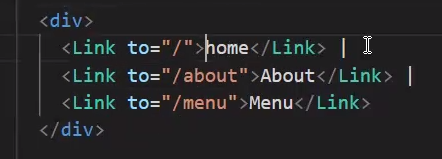 <div>
<Link to="/">home</Link> |
<Link to="/about">About</Link> |
<Link to="/menu">Menu</Link>
</div>